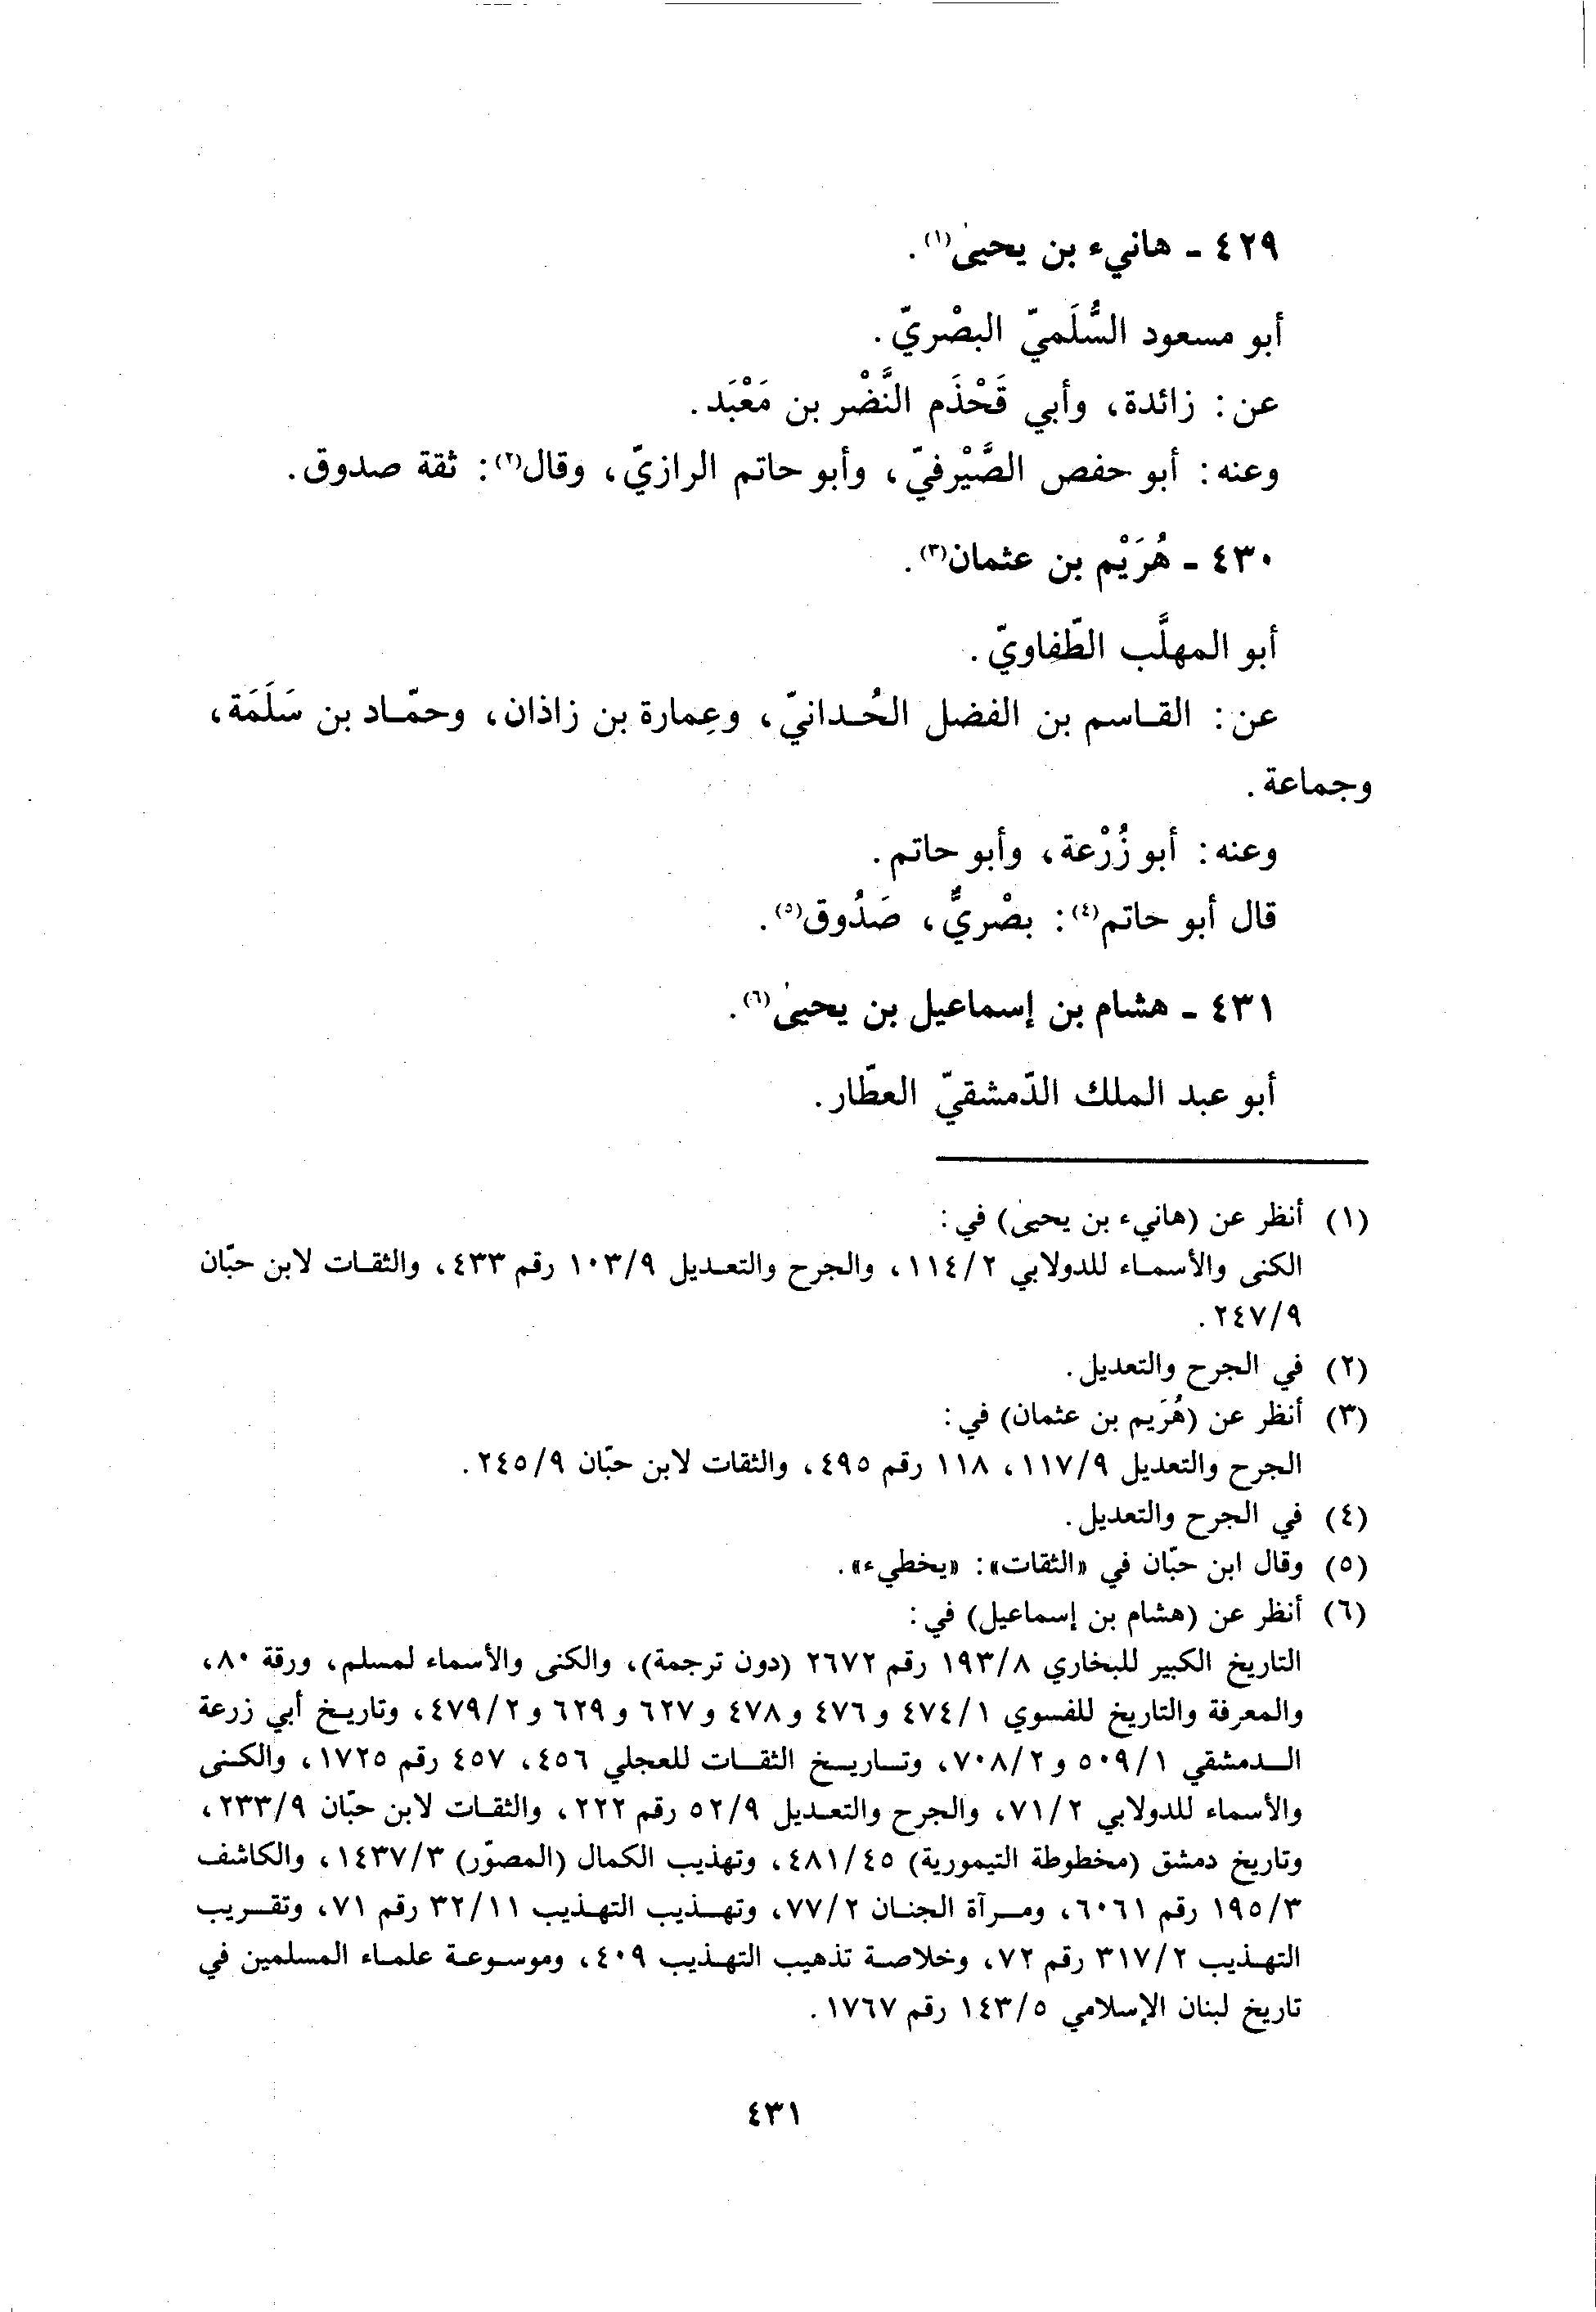 ٤٢٩ - هانيء بن يحيىٰ(١).
أبو مسعود السُّلَميّ البصْريّ.
عن: زائدة، وأبي قَحْذَم النَّضْر بن مَعْبَد.
وعنه: أبو حفص الصَّيْرفيّ، وأبو حاتم الرازيّ، وقال(٢): ثقة صدوق.
٤٣٠ - هُرَيْم بن عثمان(٣).
أبو المهلَّب الطّفِاويّ.
عن: القاسم بن الفضل الحُدانيّ، وعِمارة بن زاذان، وحمّاد بن سَلَمَة،
وجماعة.
وعنه: أبو زُرْعة، وأبو حاتم.
قال أبو حاتم(٤): بصْريٌّ، صَدُوق(٥).
٤٣١ - هشام بن إسماعيل بن يحيىٰ(٦).
أبو عبد الملك الدّمشقيّ العطّار.
(١) أنظر عن (هانيء بن يحيىٰ) في:
الكنى والأسماء للدولابي ١١٤/٢، والجرح والتعديل ١٠٣/٩ رقم ٤٣٣، والثقات لابن حبّان
٢٤٧/٩.
(٢) في الجرح والتعديل.
(٣) أنظر عن (هُرَيم بن عثمان) في:
الجرح والتعديل ١١٧/٩، ١١٨ رقم ٤٩٥، والثقات لابن حبّان ٢٤٥/٩.
(٤) في الجرح والتعديل.
(٥) وقال ابن حبّان في «الثقات»: «يخطيء».
(٦) أنظر عن (هشام بن إسماعيل) في:
التاريخ الكبير للبخاري ١٩٣/٨ رقم ٢٦٧٢ (دون ترجمة)، والكنى والأسماء لمسلم، ورقة ٨٠،
والمعرفة والتاريخ للفسوي ٤٧٤/١ و ٤٧٦ و ٤٧٨ و ٦٢٧ و ٦٢٩ و ٤٧٩/٢، وتاريخ أبي زرعة
الدمشقي ٥٠٩/١ و ٧٠٨/٢، وتاريخ الثقات للعجلي ٤٥٦، ٤٥٧ رقم ١٧٢٥، والكنى
والأسماء للدولابي ٧١/٢، والجرح والتعديل ٥٢/٩ رقم ٢٢٢، والثقات لابن حبّان ٢٣٣/٩،
وتاريخ دمشق (مخطوطة التيمورية) ٤٨١/٤٥، وتهذيب الكمال (المصوّر) ١٤٣٧/٣، والكاشف
١٩٥/٣ رقم ٦٠٦١، ومرآة الجنان ٧٧/٢، وتهذيب التهذيب ٣٢/١١ رقم ٧١، وتقريب
التهذيب ٣١٧/٢ رقم ٧٢، وخلاصة تذهيب التهذيب ٤٠٩، وموسوعة علماء المسلمين في
تاريخ لبنان الإسلامي ١٤٣/٥ رقم ١٧٦٧.
٤٣١